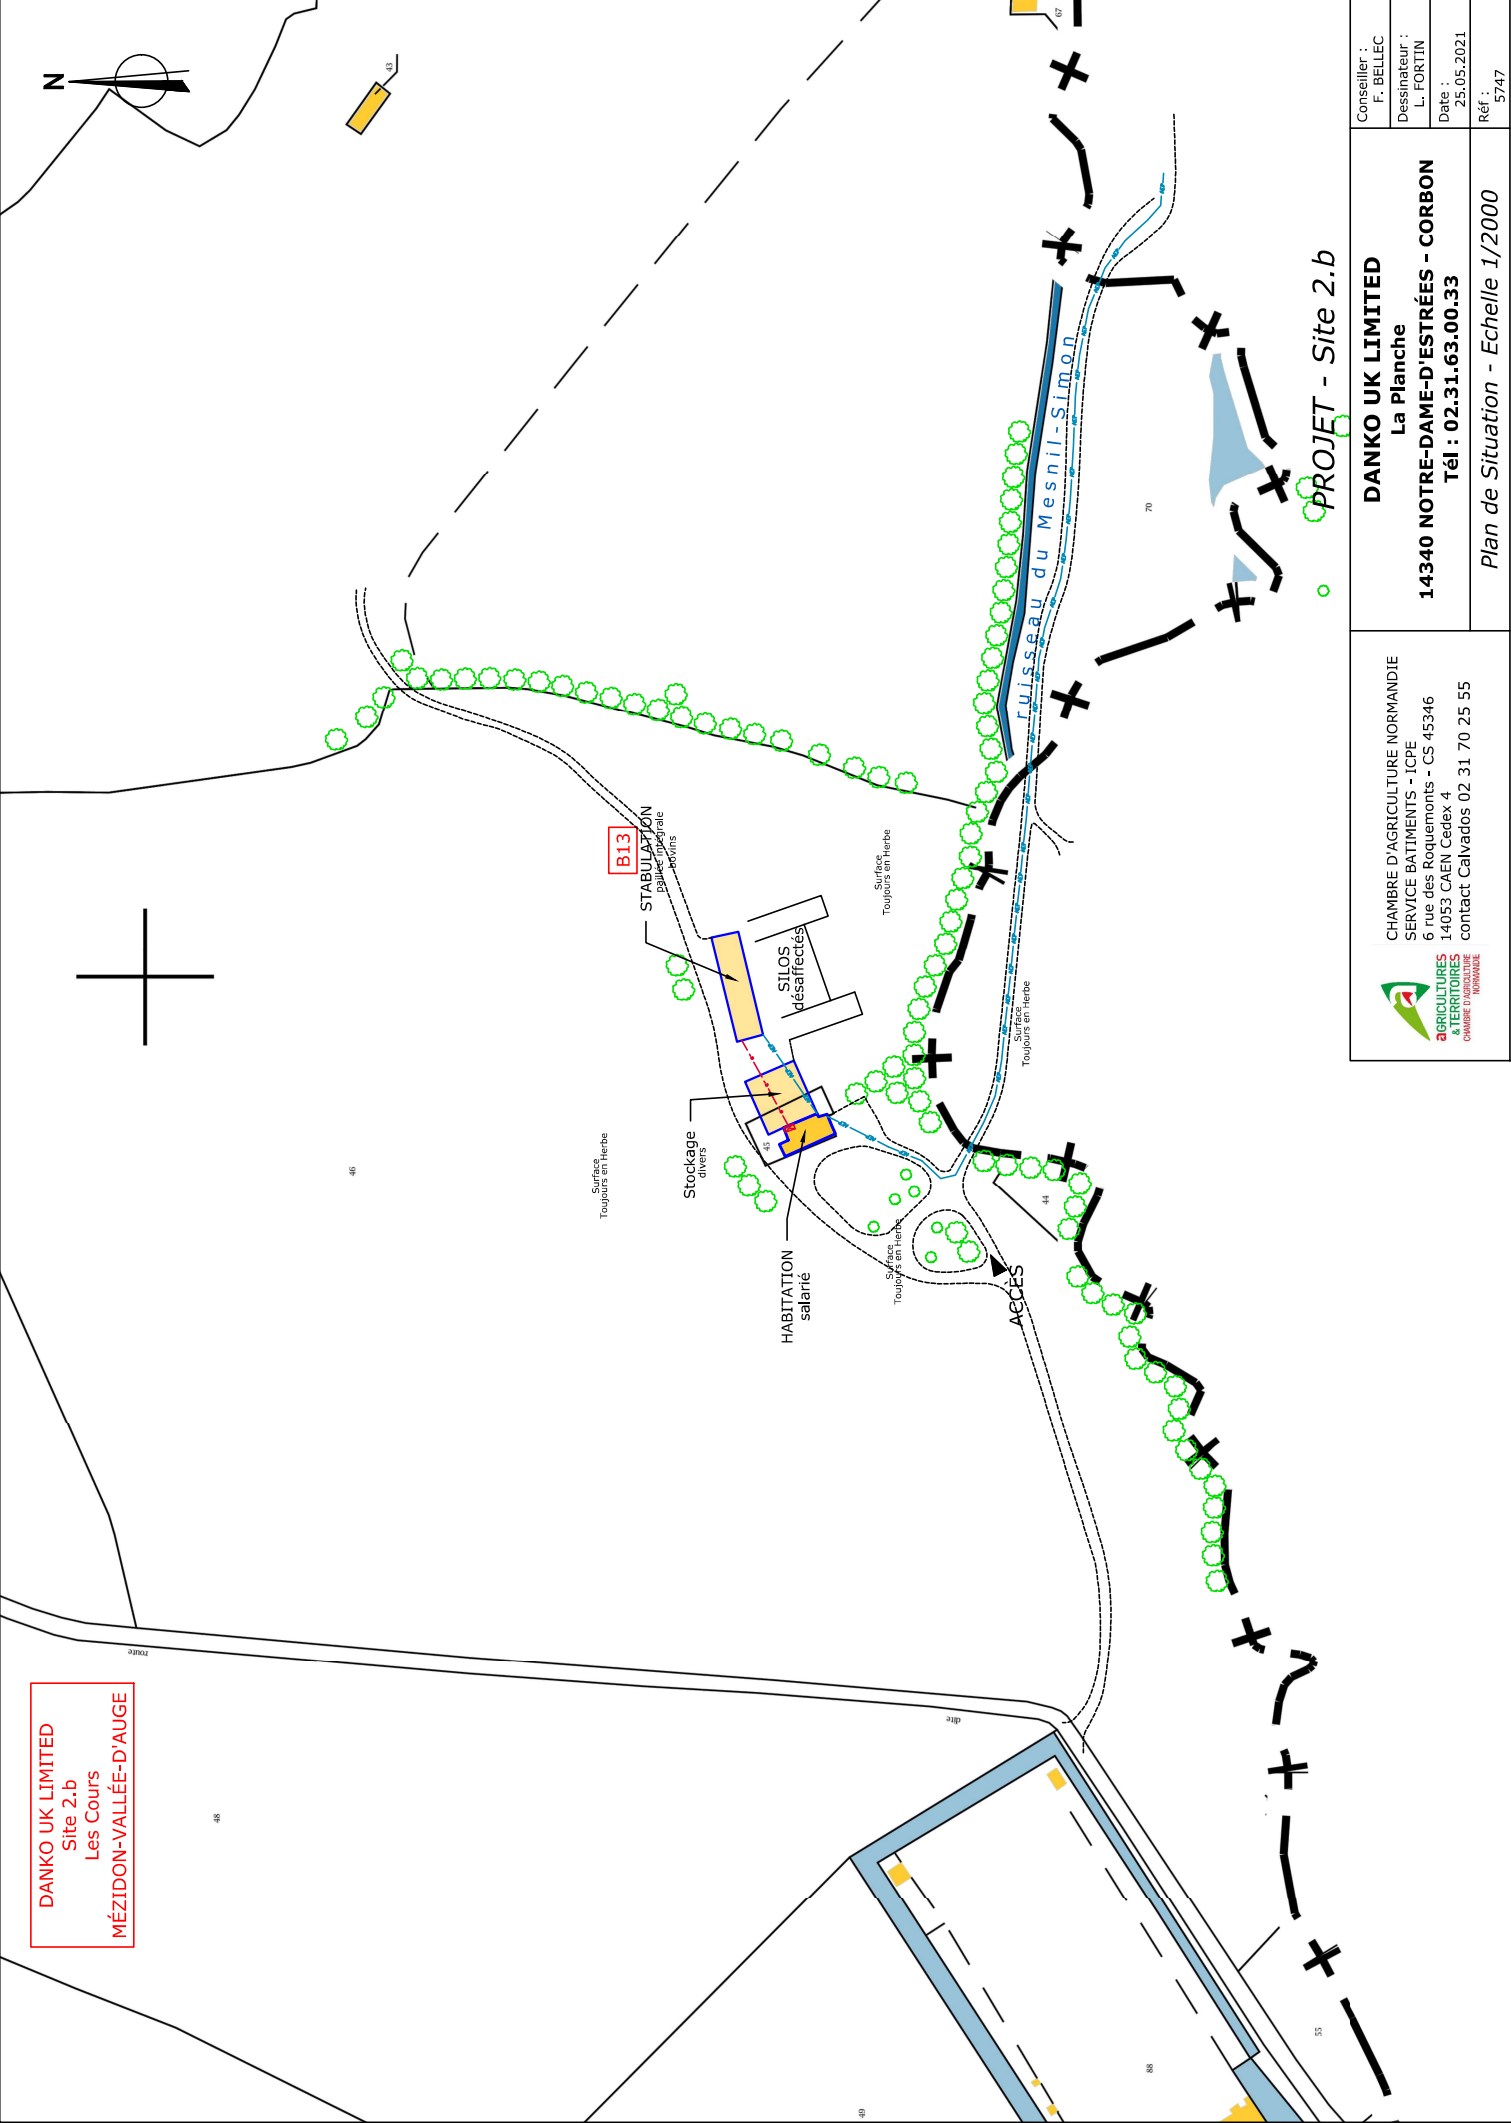 DANKO UK LIMITED
Site 2.b
Les Cours
MÉZIDON-VALLÉE-D'AUGE
N
43
67
46
48
49
88
55
45
44
70
route
dite
B13
STABULATION
paillée intégrale
bovins
SILOS
désaffectés
Stockage
divers
HABITATION
salarié
Surface
Toujours en Herbe
Surface
Toujours en Herbe
Surface
Toujours en Herbe
Surface
Toujours en Herbe
ACCÈS
ruisseau du Mesnil-Simon
PROJET - Site 2.b
CHAMBRE D'AGRICULTURE NORMANDIE
SERVICE BATIMENTS - ICPE
6 rue des Roquemonts - CS 45346
14053 CAEN Cedex 4
contact Calvados 02 31 70 25 55
aGRICULTURES
&TERRITOIRES
CHAMBRE D'AGRICULTURE
NORMANDIE
DANKO UK LIMITED
La Planche
14340 NOTRE-DAME-D'ESTRÉES - CORBON
Tél : 02.31.63.00.33
Plan de Situation - Echelle 1/2000
Conseiller :
F. BELLEC
Dessinateur :
L. FORTIN
Date :
25.05.2021
Réf :
5747